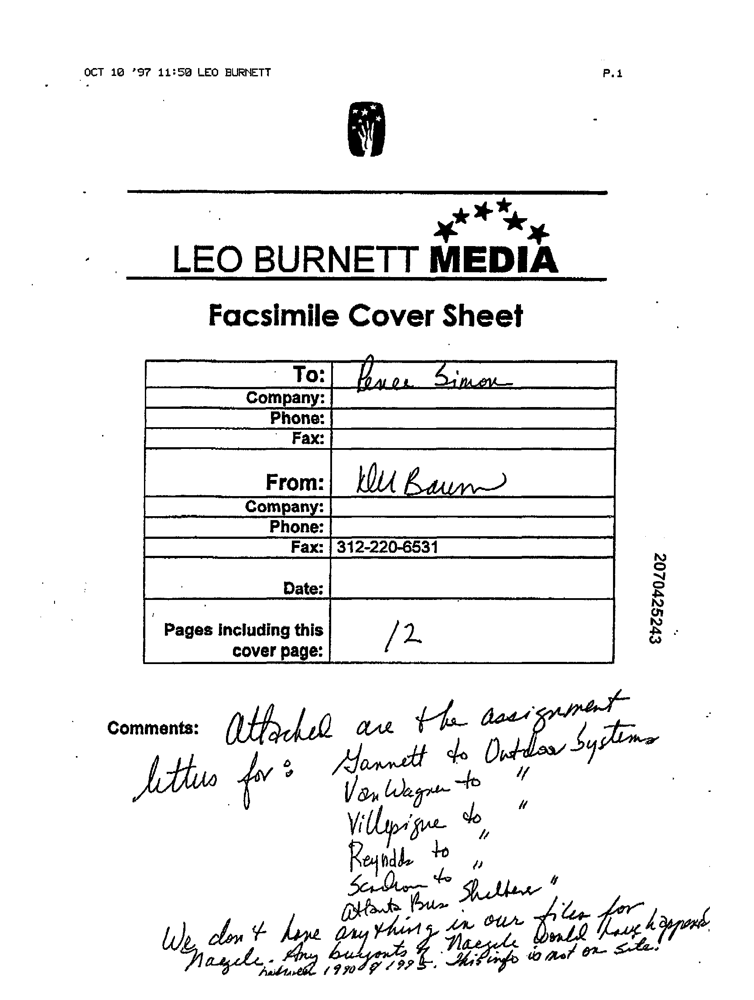 OCT 10 '97 11:50 LEO BURNETT P.1
LEO BURNETT MEDIA
Facsimile Cover Sheet
To: Renee Simon
Company:
Phone:
Fax:
From: Baum
Company:
Phone:
Fax: 312-220-6531
Date:
Pages including this
cover page: 12
2070425243
Comments: Attached are the assignment
letters for: Gannett to Outdoor Systems
Van Wagner to "
Villepigue to "
Reynolds to "
to "
Atlanta Bus Shelters "
We don't have anything in our files for
Naegele. Any buyouts of Naegele would have happened
between 1990 & 1995. This info is not on site.